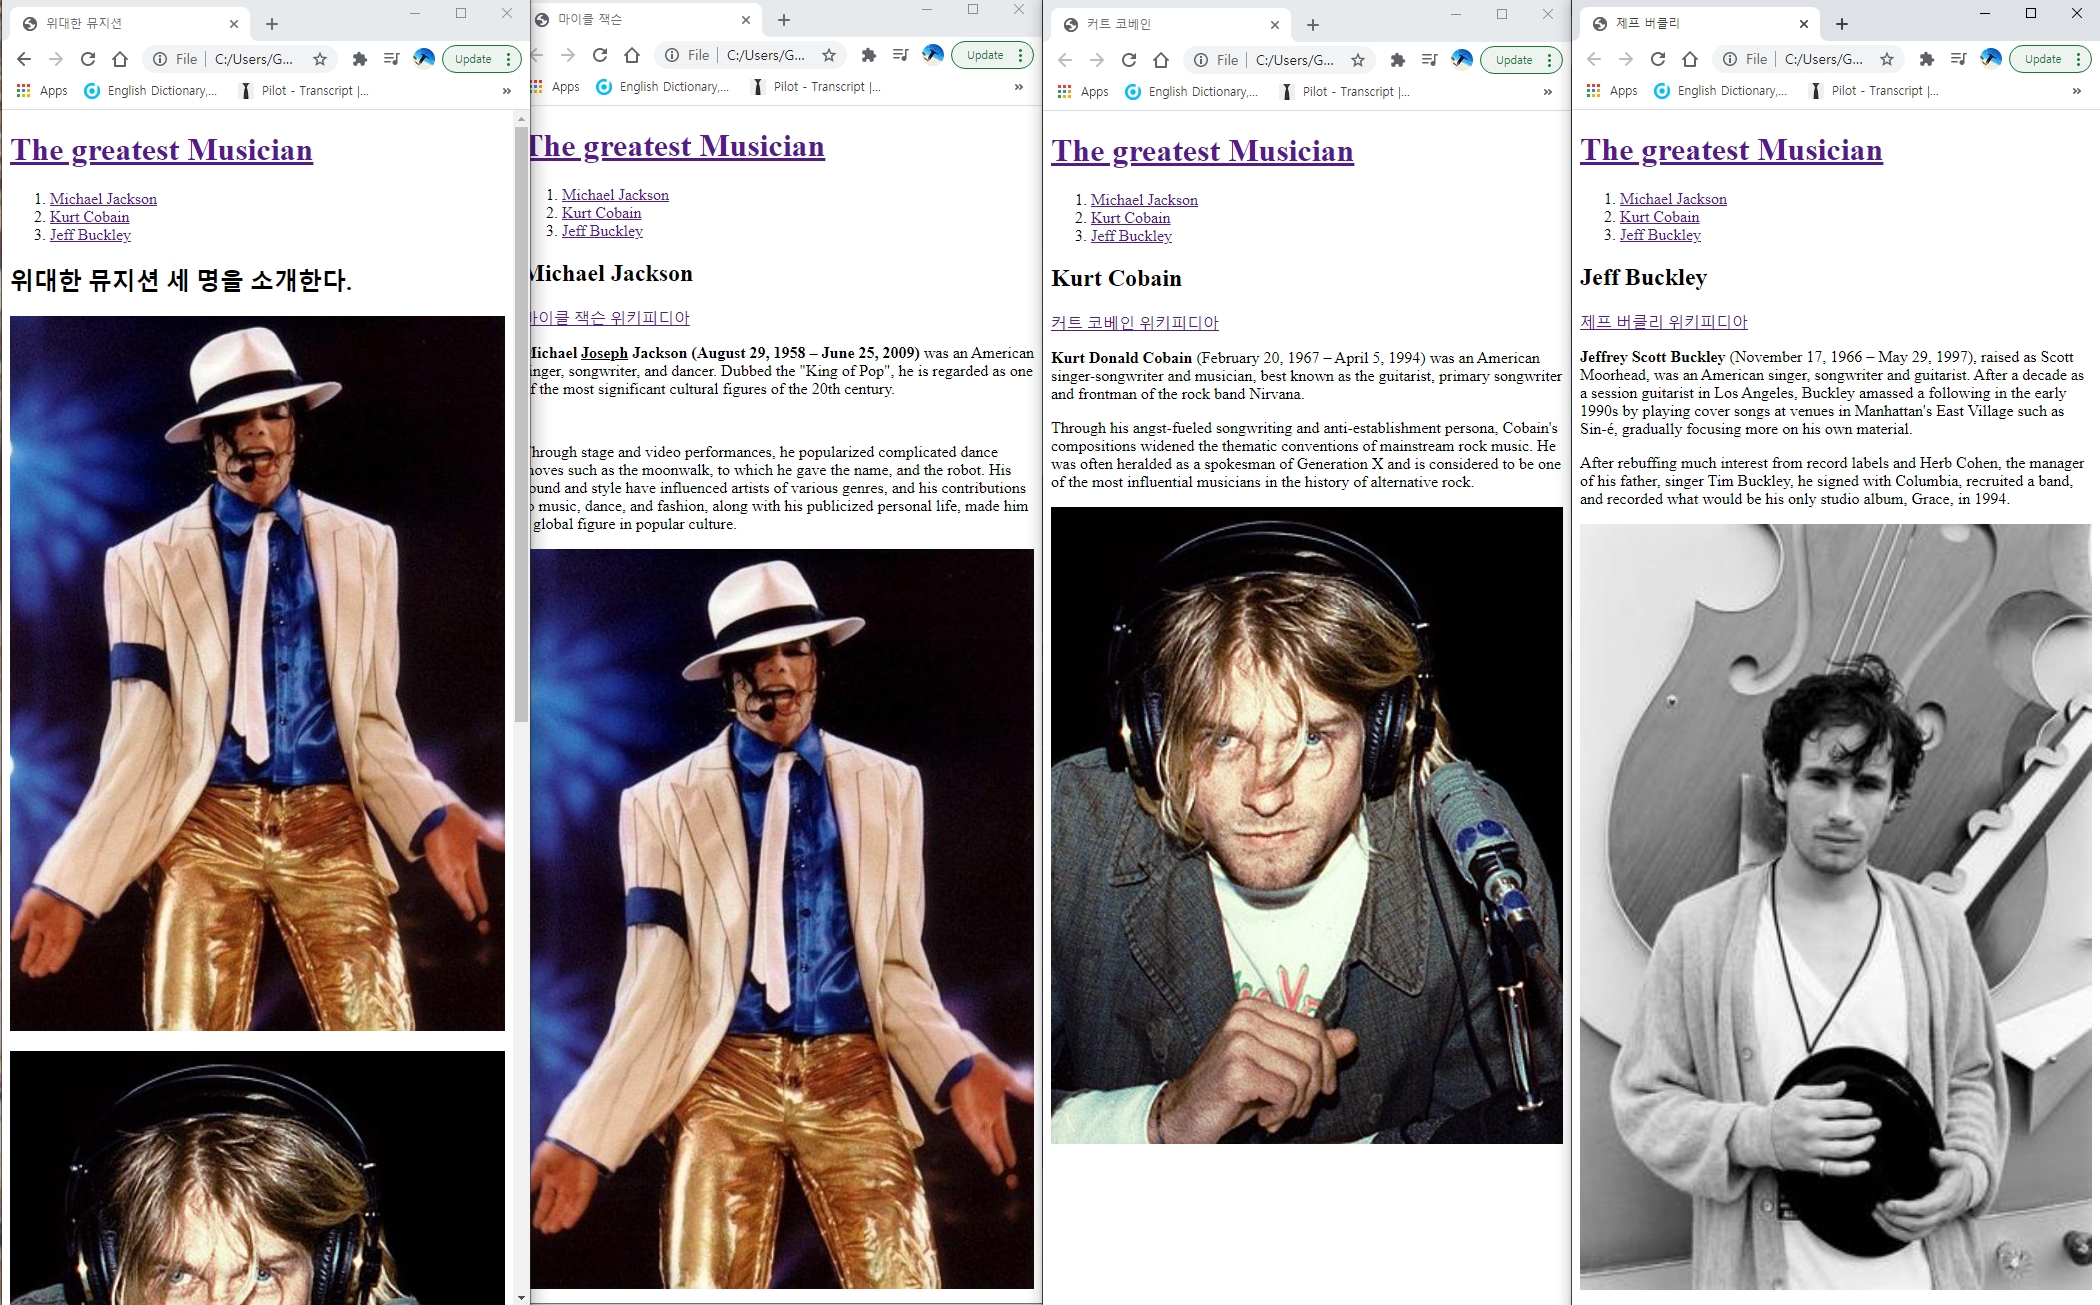 위대한 뮤지션
File
C:/Users/G...
Update
Apps
English Dictionary,...
Pilot - Transcript |...
The greatest Musician
1. Michael Jackson
2. Kurt Cobain
3. Jeff Buckley
위대한 뮤지션 세 명을 소개한다.
마이클 잭슨
File
C:/Users/G...
Update
Apps
English Dictionary,...
Pilot - Transcript |...
The greatest Musician
1. Michael Jackson
2. Kurt Cobain
3. Jeff Buckley
Michael Jackson
마이클 잭슨 위키피디아
Michael Joseph Jackson (August 29, 1958 – June 25, 2009) was an American
inger, songwriter, and dancer. Dubbed the "King of Pop", he is regarded as one
f the most significant cultural figures of the 20th century.
Through stage and video performances, he popularized complicated dance
noves such as the moonwalk, to which he gave the name, and the robot. His
ound and style have influenced artists of various genres, and his contributions
o music, dance, and fashion, along with his publicized personal life, made him
global figure in popular culture.
커트 코베인
File
C:/Users/G...
Update
Apps
English Dictionary,...
Pilot - Transcript |...
The greatest Musician
1. Michael Jackson
2. Kurt Cobain
3. Jeff Buckley
Kurt Cobain
커트 코베인 위키피디아
Kurt Donald Cobain (February 20, 1967 – April 5, 1994) was an American
singer-songwriter and musician, best known as the guitarist, primary songwriter
and frontman of the rock band Nirvana.
Through his angst-fueled songwriting and anti-establishment persona, Cobain's
compositions widened the thematic conventions of mainstream rock music. He
was often heralded as a spokesman of Generation X and is considered to be one
of the most influential musicians in the history of alternative rock.
제프 버클리
File
C:/Users/G...
Update
Apps
English Dictionary,...
Pilot - Transcript |...
The greatest Musician
1. Michael Jackson
2. Kurt Cobain
3. Jeff Buckley
Jeff Buckley
제프 버클리 위키피디아
Jeffrey Scott Buckley (November 17, 1966 – May 29, 1997), raised as Scott
Moorhead, was an American singer, songwriter and guitarist. After a decade as
a session guitarist in Los Angeles, Buckley amassed a following in the early
1990s by playing cover songs at venues in Manhattan's East Village such as
Sin-é, gradually focusing more on his own material.
After rebuffing much interest from record labels and Herb Cohen, the manager
of his father, singer Tim Buckley, he signed with Columbia, recruited a band,
and recorded what would be his only studio album, Grace, in 1994.